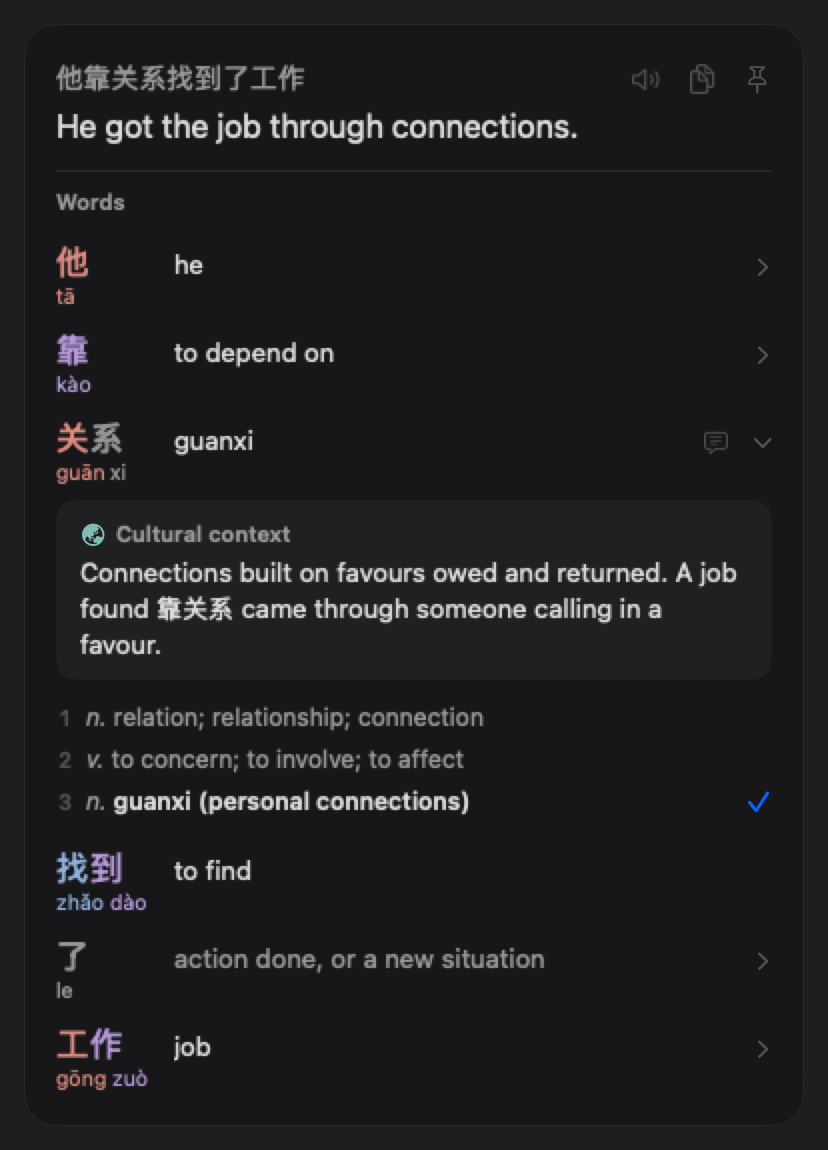 他靠关系找到了工作
He got the job through connections.
Words
他 he
tā
靠 to depend on
kào
关系 guanxi
guān xi
Cultural context
Connections built on favours owed and returned. A job
found 靠关系 came through someone calling in a
favour.
1 n. relation; relationship; connection
2 v. to concern; to involve; to affect
3 n. guanxi (personal connections)
找到 to find
zhǎo dào
了 action done, or a new situation
le
工作 job
gōng zuò